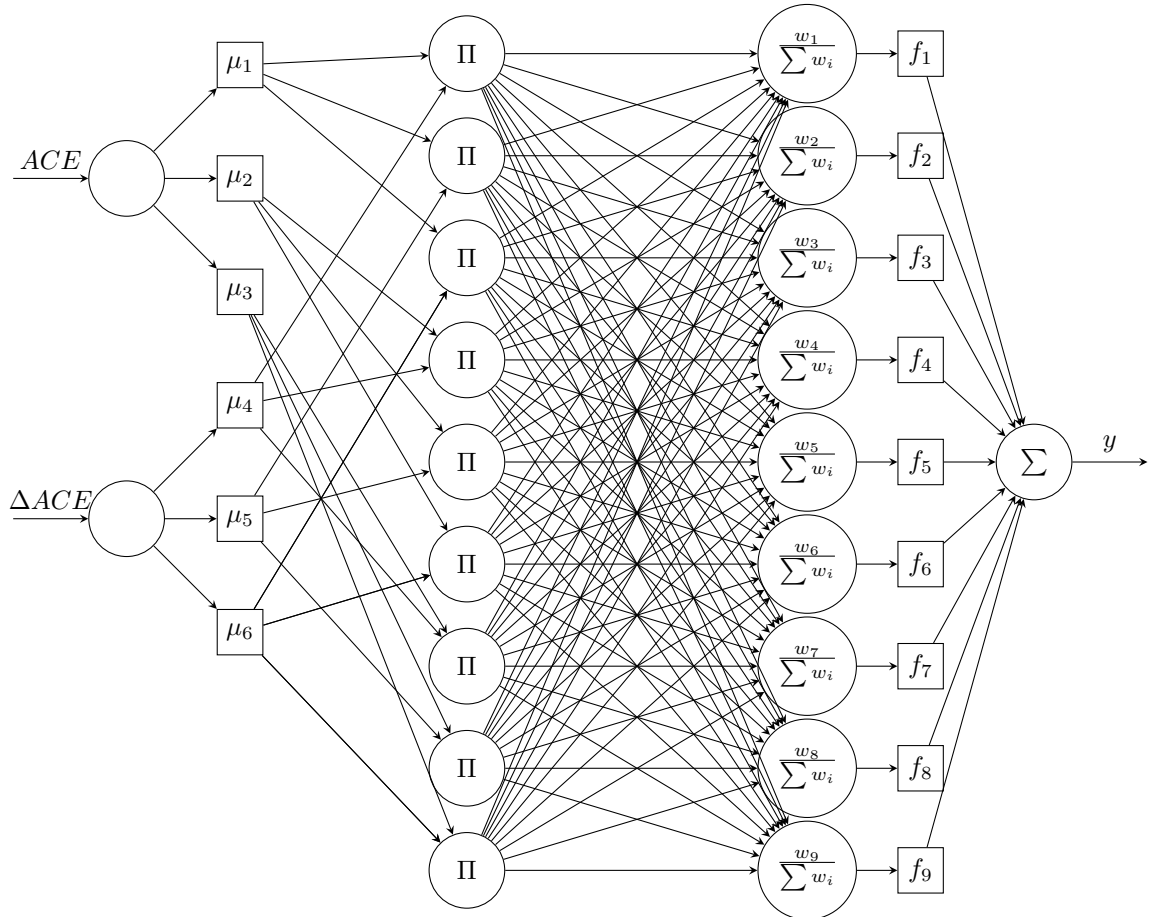 ACE
ΔACE
μ₁
μ₂
μ₃
μ₄
μ₅
μ₆
Π
Π
Π
Π
Π
Π
Π
Π
Π
w₁
∑ wᵢ
w₂
∑ wᵢ
w₃
∑ wᵢ
w₄
∑ wᵢ
w₅
∑ wᵢ
w₆
∑ wᵢ
w₇
∑ wᵢ
w₈
∑ wᵢ
w₉
∑ wᵢ
f₁
f₂
f₃
f₄
f₅
f₆
f₇
f₈
f₉
∑
y